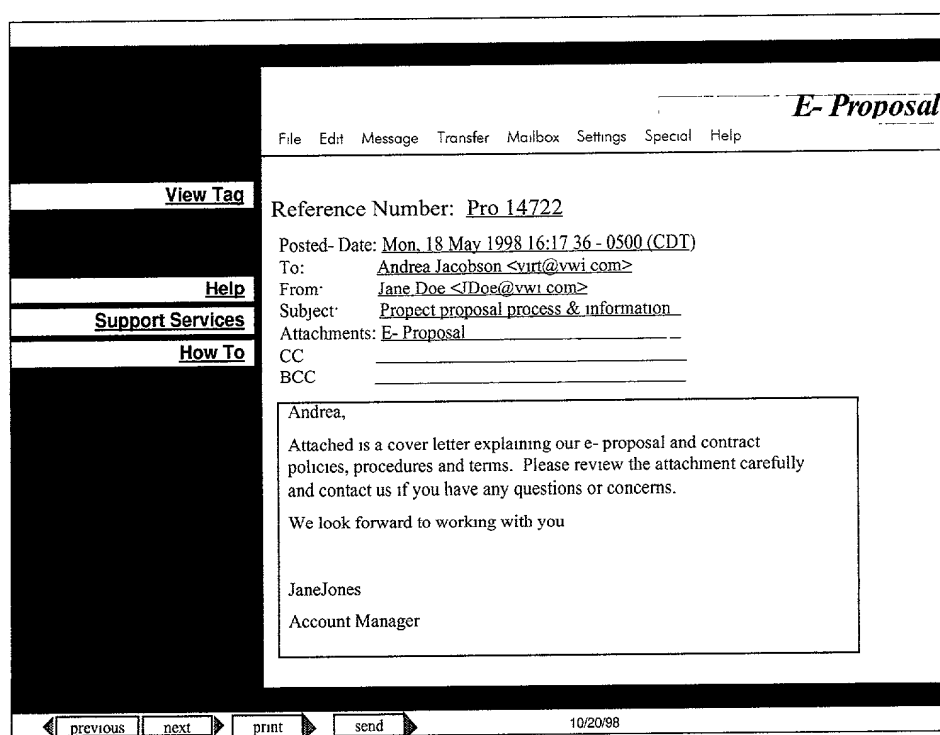 E- Proposal
File Edit Message Transfer Mailbox Settings Special Help
View Tag
Reference Number: Pro 14722
Posted- Date: Mon, 18 May 1998 16:17 36 - 0500 (CDT)
To: Andrea Jacobson <virt@vwi com>
Help
From: Jane Doe <JDoe@vwi com>
Support Services
Subject: Propect proposal process & information
Attachments: E- Proposal
How To
CC
BCC
Andrea,
Attached is a cover letter explaining our e- proposal and contract
policies, procedures and terms. Please review the attachment carefully
and contact us if you have any questions or concerns.
We look forward to working with you
JaneJones
Account Manager
previous next print send 10/20/98